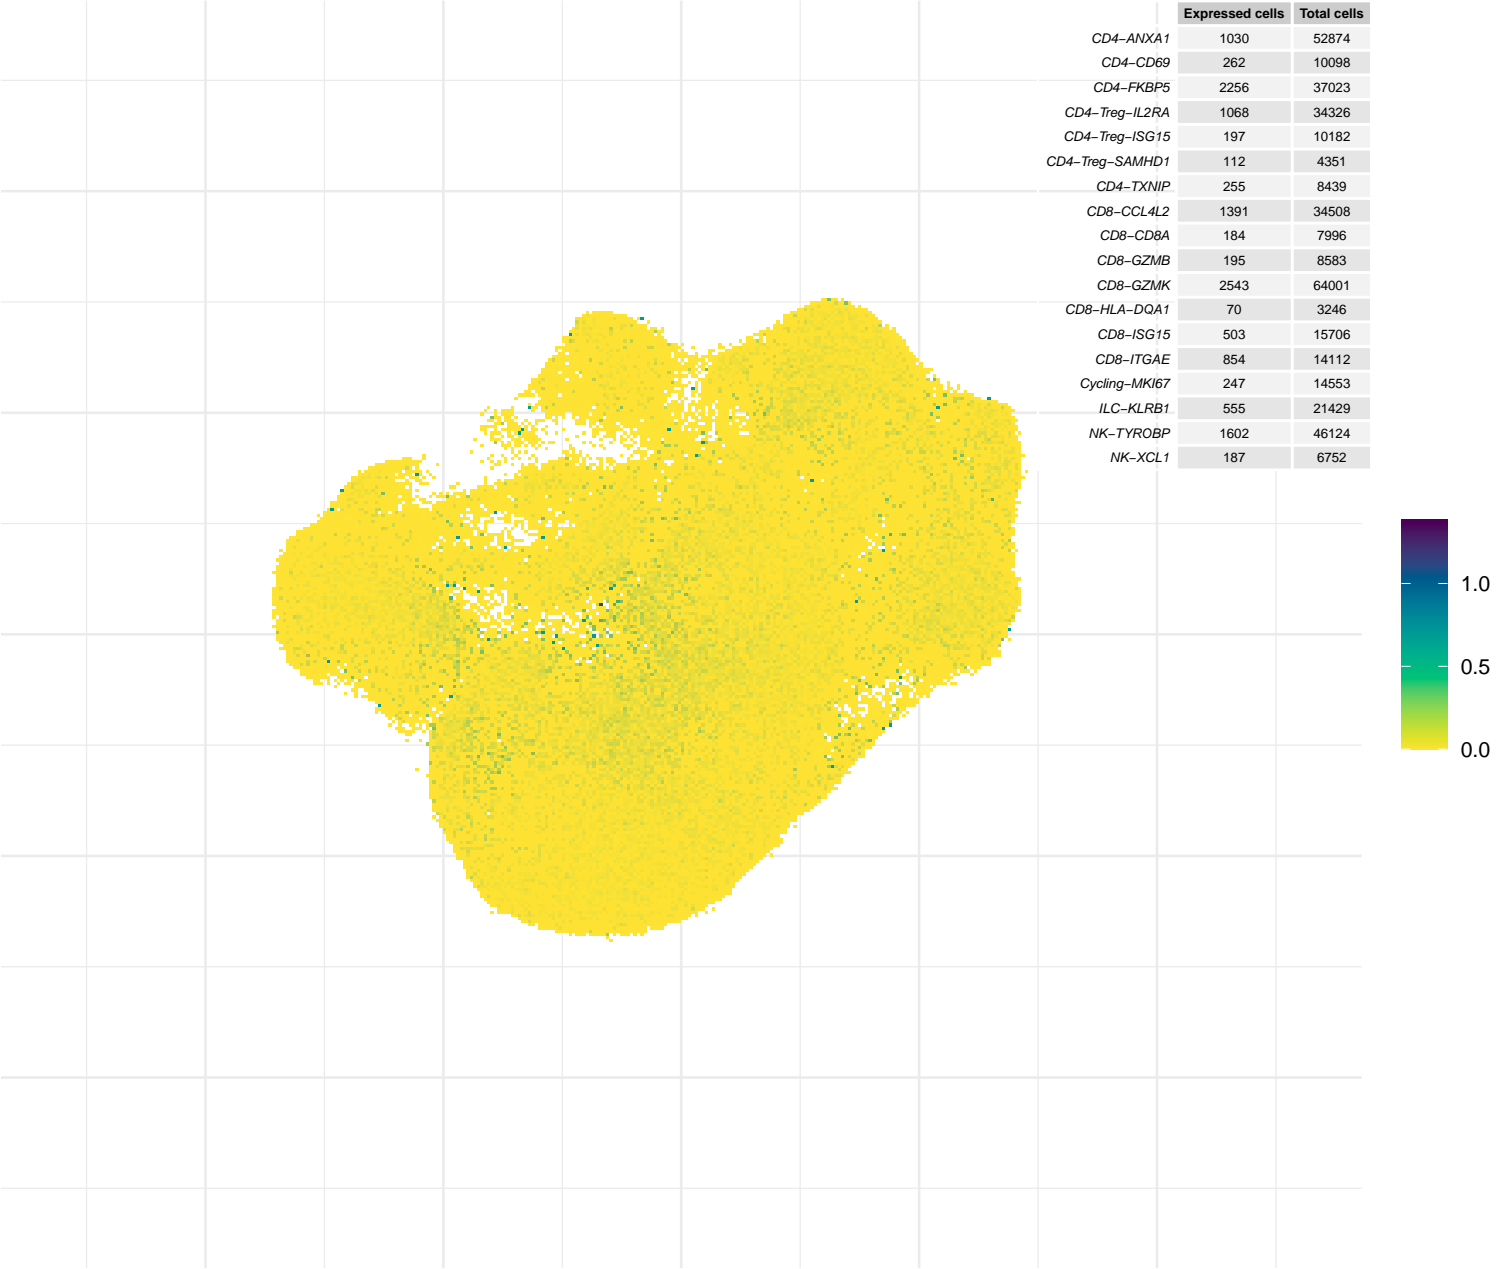 Expressed cells Total cells
CD4−ANXA1 1030 52874
CD4−CD69 262 10098
CD4−FKBP5 2256 37023
CD4−Treg−IL2RA 1068 34326
CD4−Treg−ISG15 197 10182
CD4−Treg−SAMHD1 112 4351
CD4−TXNIP 255 8439
CD8−CCL4L2 1391 34508
CD8−CD8A 184 7996
CD8−GZMB 195 8583
CD8−GZMK 2543 64001
CD8−HLA−DQA1 70 3246
CD8−ISG15 503 15706
CD8−ITGAE 854 14112
Cycling−MKI67 247 14553
ILC−KLRB1 555 21429
NK−TYROBP 1602 46124
NK−XCL1 187 6752
1.0
0.5
0.0